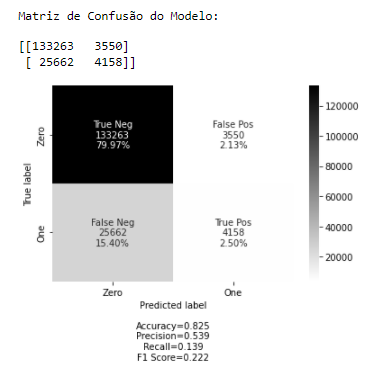 Matriz de Confusão do Modelo:
[[133263 3550]
[ 25662 4158]]
True Neg
133263
79.97%
False Pos
3550
2.13%
False Neg
25662
15.40%
True Pos
4158
2.50%
Zero
One
True label
Zero
One
Predicted label
120000
100000
80000
60000
40000
20000
Accuracy=0.825
Precision=0.539
Recall=0.139
F1 Score=0.222